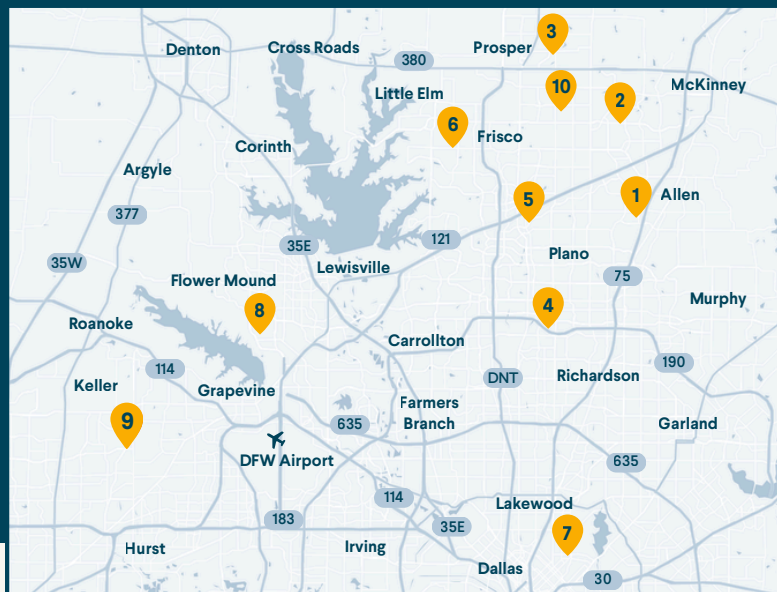 3
Denton
Cross Roads
Prosper
380
McKinney
10
2
Little Elm
6
Frisco
Corinth
Argyle
5
1
Allen
377
35E
121
35W
Plano
Lewisville
75
Flower Mound
8
4
Murphy
Roanoke
Carrollton
114
190
Keller
DNT
Richardson
Grapevine
9
Farmers
Branch
635
Garland
DFW Airport
635
114
Lakewood
183
35E
7
Hurst
Irving
Dallas
30